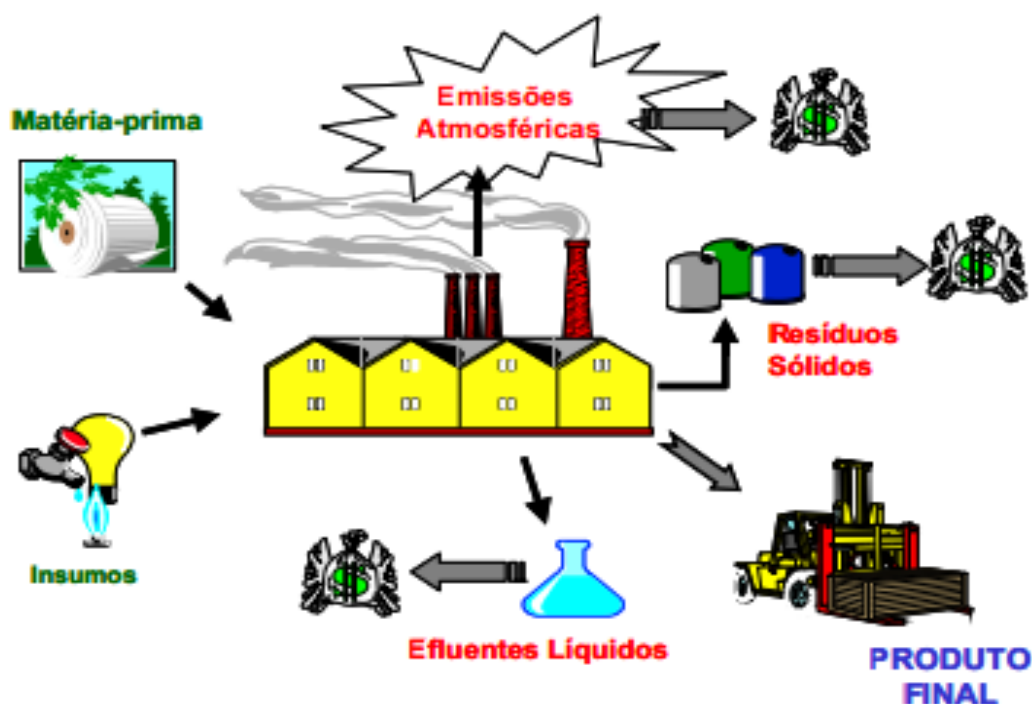 Emissões
Atmosféricas
Matéria-prima
Resíduos
Sólidos
Insumos
Efluentes Líquidos
PRODUTO
FINAL